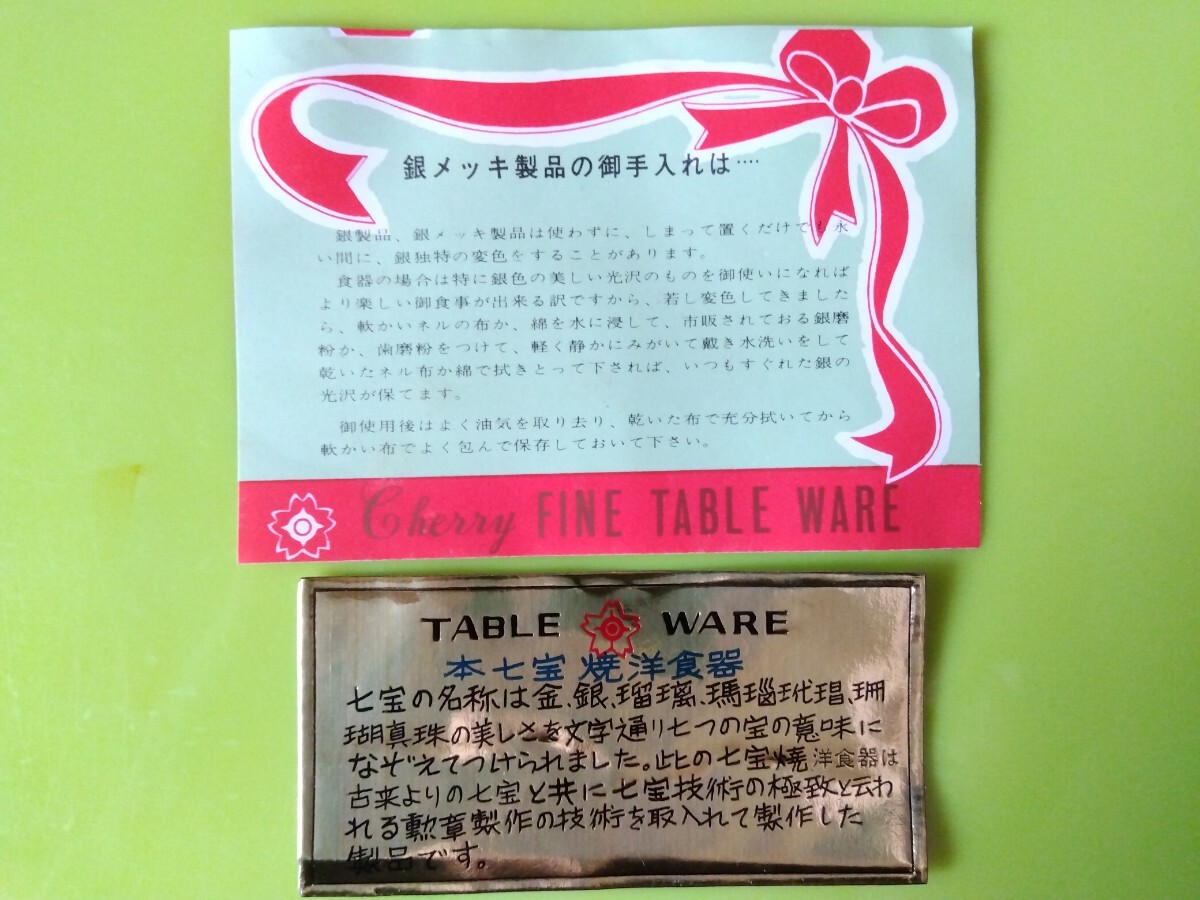 銀メッキ製品の御手入れは‥‥
銀製品、銀メッキ製品は使わずに、しまって置くだけでも永
い間に、銀独特の変色をすることがあります。
食器の場合は特に銀色の美しい光沢のものを御使いになれば
より楽しい御食事が出来る訳ですから、若し変色してきました
ら、軟かいネルの布か、綿を水に浸して、市販されておる銀磨
粉か、歯磨粉をつけて、軽く静かにみがいて戴き水洗いをして
乾いたネル布か綿で拭きとって下されば、いつもすぐれた銀の
光沢が保てます。
御使用後はよく油気を取り去り、乾いた布で充分拭いてから
軟かい布でよく包んで保存しておいて下さい。
Cherry FINE TABLE WARE
TABLE WARE
本七宝焼洋食器
七宝の名称は金、銀、瑠璃、瑪瑙、玳瑁、珊
瑚真珠の美しさを文字通り七つの宝の意味に
なぞえてつけられました。此の七宝焼洋食器は
古来よりの七宝と共に七宝技術の極致と云わ
れる勲章製作の技術を取入れて製作した
製品です。